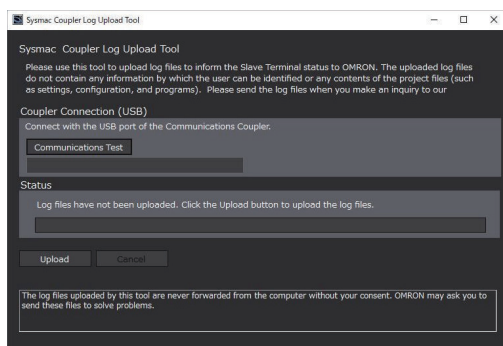 Sysmac Coupler Log Upload Tool
Sysmac Coupler Log Upload Tool
Please use this tool to upload log files to inform the Slave Terminal status to OMRON. The uploaded log files
do not contain any information by which the user can be identified or any contents of the project files (such
as settings, configuration, and programs). Please send the log files when you make an inquiry to our
Coupler Connection (USB)
Connect with the USB port of the Communications Coupler.
Communications Test
Status
Log files have not been uploaded. Click the Upload button to upload the log files.
Upload Cancel
The log files uploaded by this tool are never forwarded from the computer without your consent. OMRON may ask you to
send these files to solve problems.